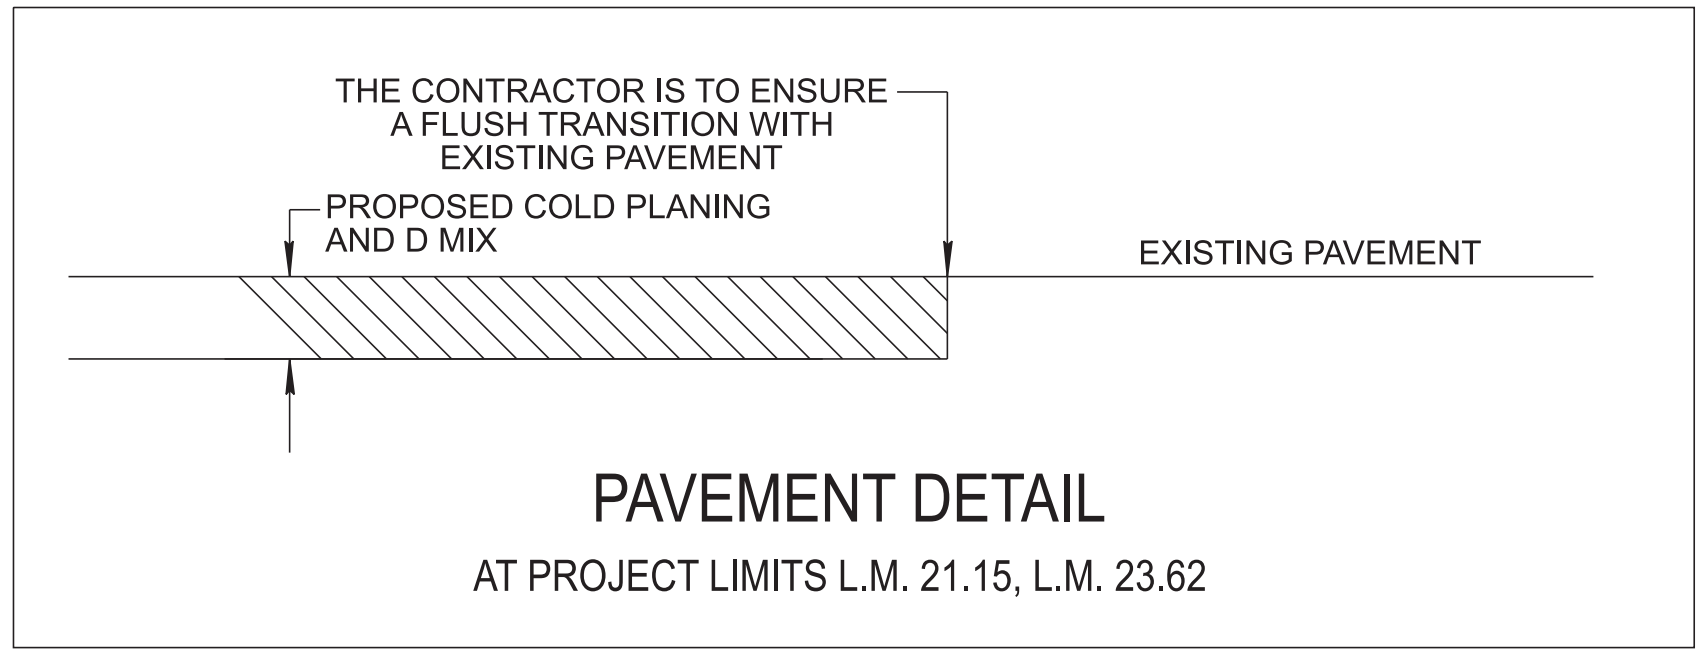 THE CONTRACTOR IS TO ENSURE
A FLUSH TRANSITION WITH
EXISTING PAVEMENT
PROPOSED COLD PLANING
AND D MIX
EXISTING PAVEMENT
PAVEMENT DETAIL
AT PROJECT LIMITS L.M. 21.15, L.M. 23.62